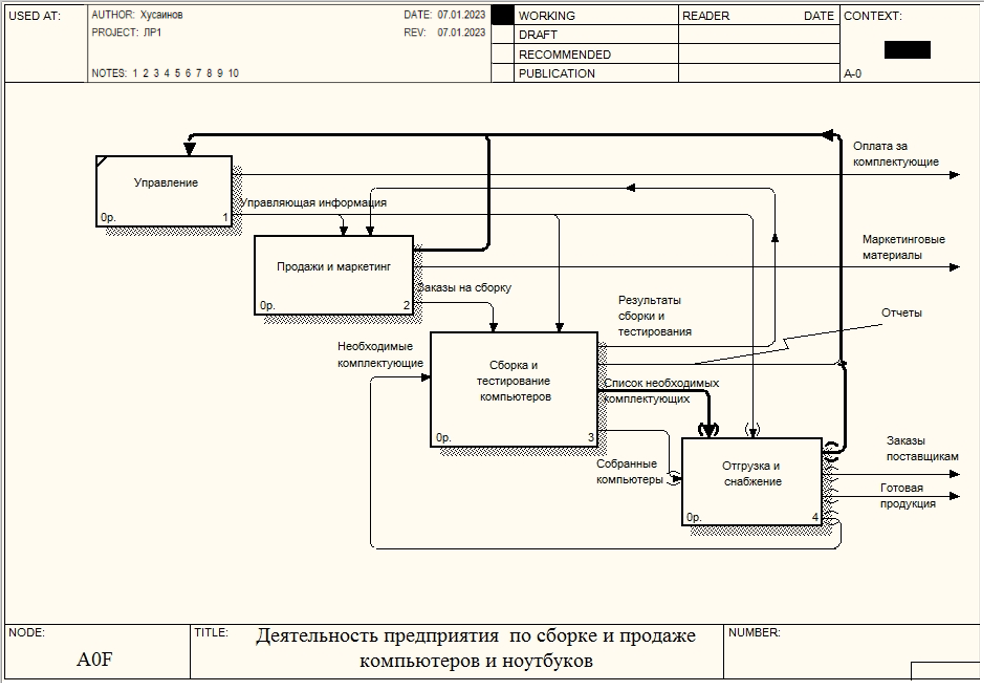 USED AT:
AUTHOR: Хусаинов
DATE: 07.01.2023
PROJECT: ЛР1
REV: 07.01.2023
NOTES: 1 2 3 4 5 6 7 8 9 10
WORKING
DRAFT
RECOMMENDED
PUBLICATION
READER DATE
CONTEXT:
A-0
Оплата за
комплектующие
Управление
0р. 1
Управляющая информация
Маркетинговые
материалы
Продажи и маркетинг
0р. 2
Заказы на сборку
Результаты
сборки и
тестирования
Отчеты
Необходимые
комплектующие
Сборка и
тестирование
компьютеров
0р. 3
Список необходимых
комплектующих
Собранные
компьютеры
Отгрузка и
снабжение
0р. 4
Заказы
поставщикам
Готовая
продукция
NODE:
A0F
TITLE:
Деятельность предприятия по сборке и продаже
компьютеров и ноутбуков
NUMBER: